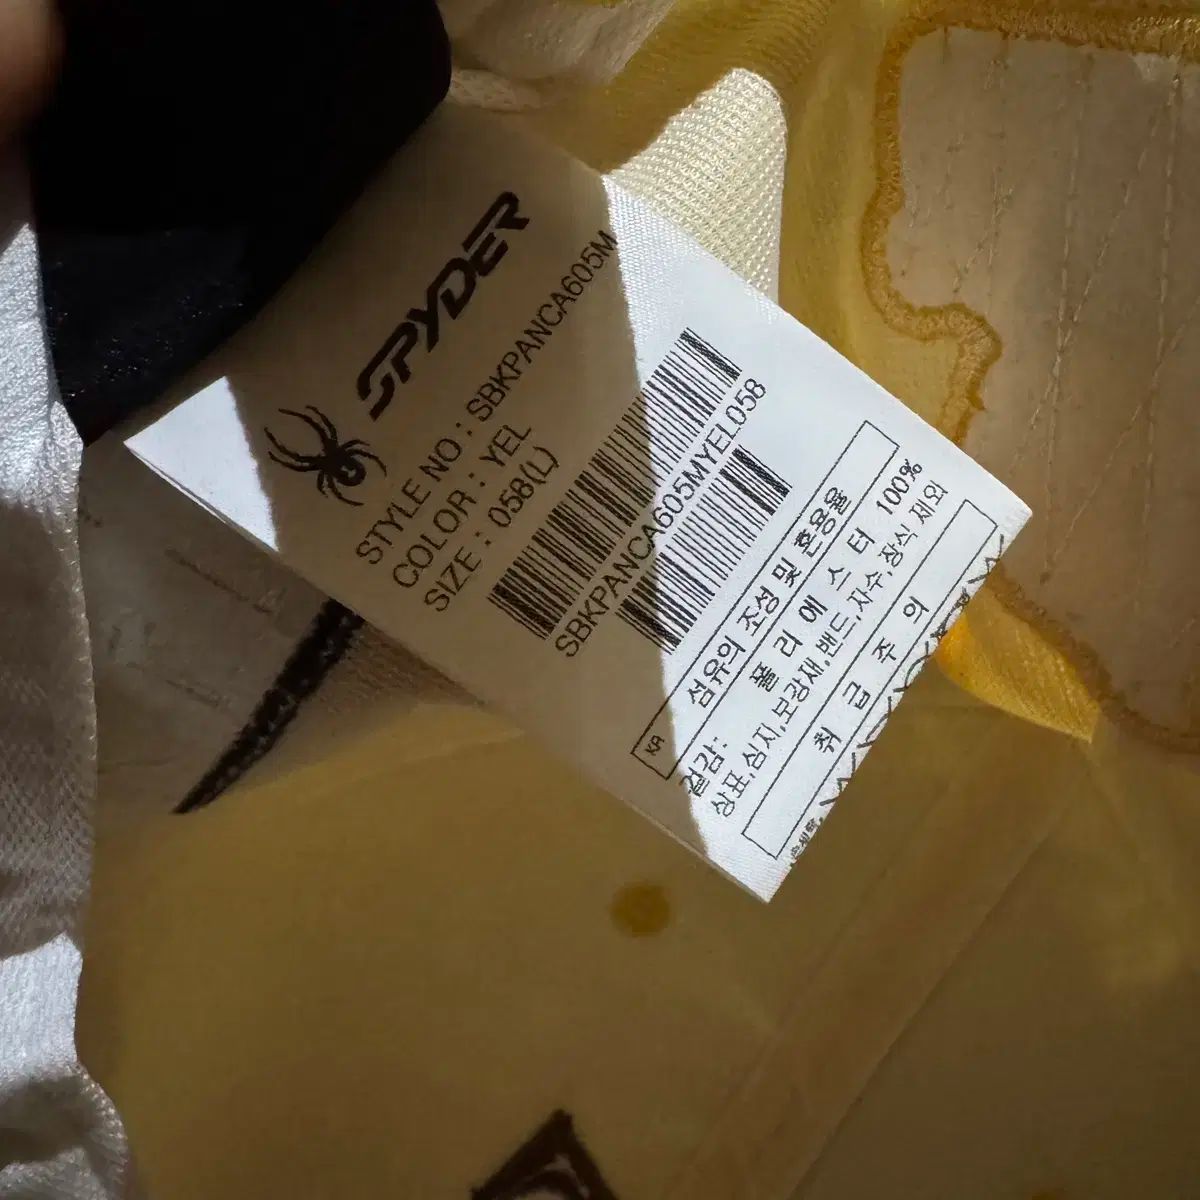 SPYDER
STYLE NO : SBKPANCA605M
COLOR : YEL
SIZE : 058(L)
SBKPANCA605MYEL058
KR 섬유의 조성 및 혼용율
겉감: 폴 리 에 스 터 100%
상표,심지,보강재,밴드,자수,장식 제외
취 급 주 의